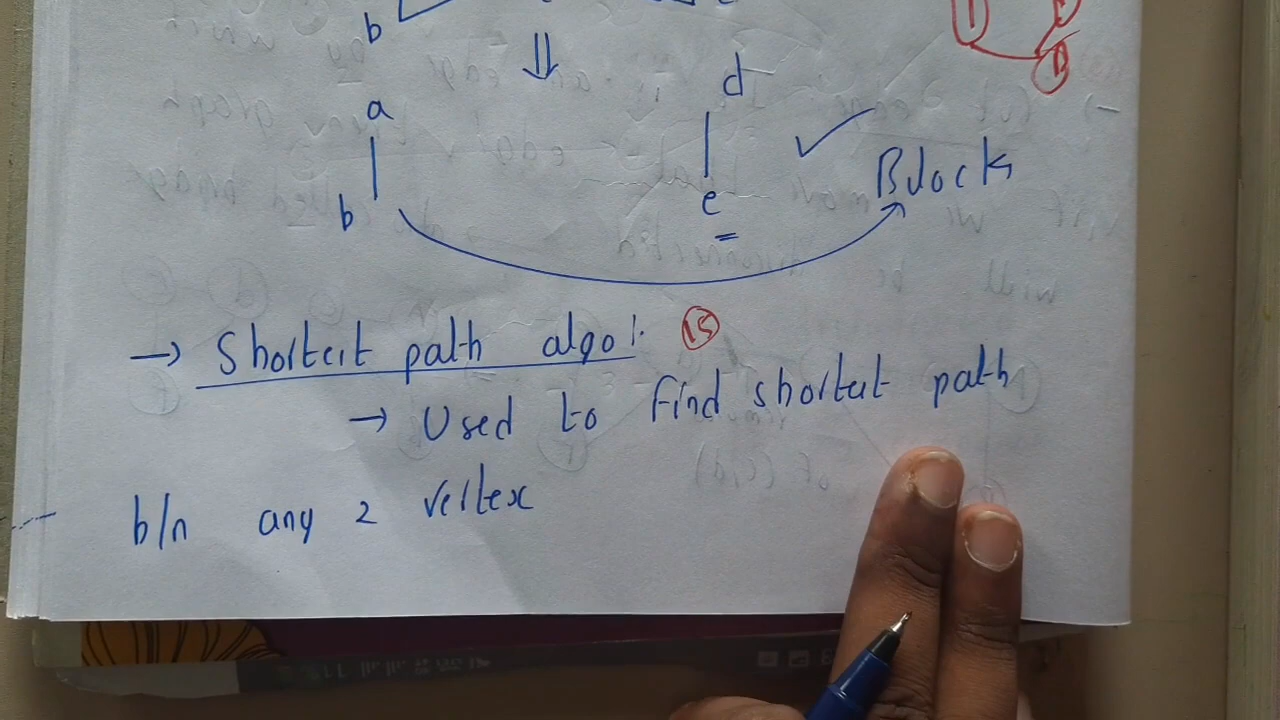 b
d
a
Block
b
e
→ Shortest path algo:- 15
→ Used to find shortest path
b/n any 2 vertex